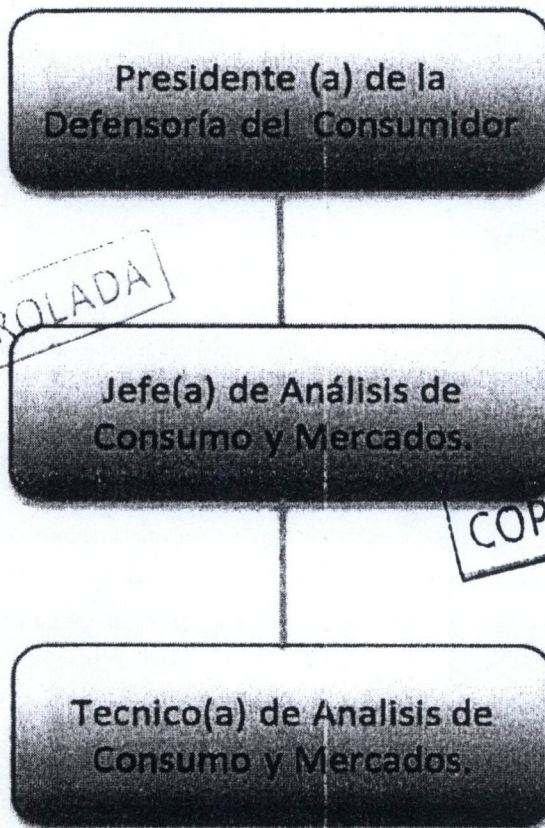 Presidente (a) de la
Defensoría del Consumidor
ROLADA
Jefe(a) de Análisis de
Consumo y Mercados.
COP
Tecnico(a) de Analisis de
Consumo y Mercados.